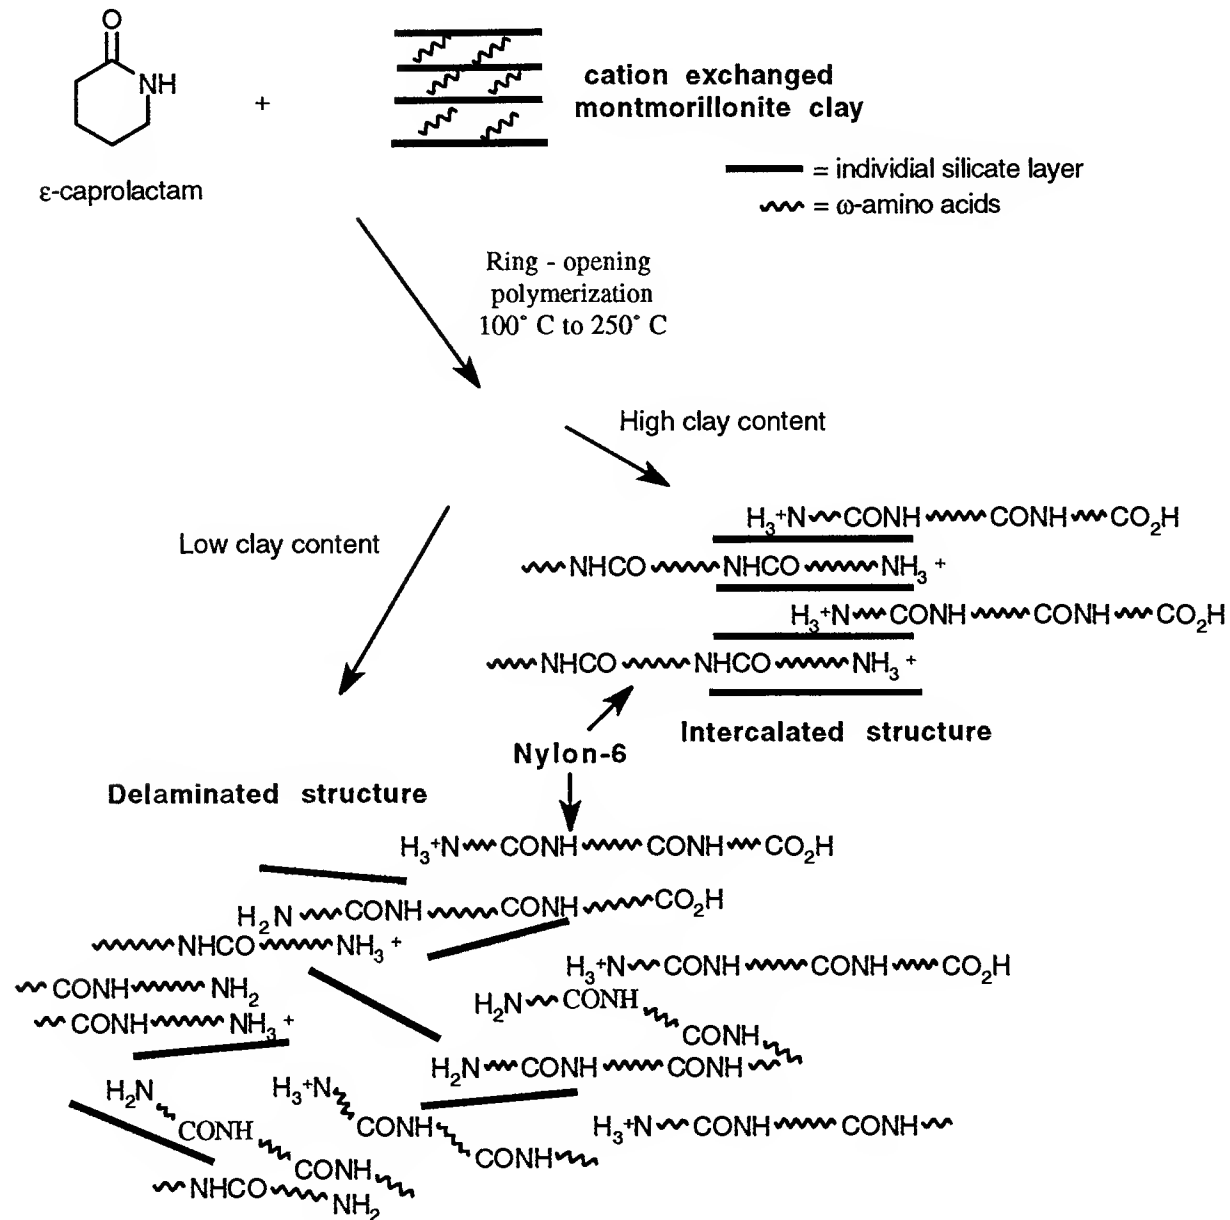 O
NH
+
ε-caprolactam
cation exchanged
montmorillonite clay
= individial silicate layer
= ω-amino acids
Ring - opening
polymerization
100° C to 250° C
High clay content
Low clay content
H₃⁺N CONH CONH CO₂H
NHCO NHCO NH₃⁺
H₃⁺N CONH CONH CO₂H
NHCO NHCO NH₃⁺
Intercalated structure
Nylon-6
Delaminated structure
H₃⁺N CONH CONH CO₂H
H₂N CONH CONH CO₂H
NHCO NH₃⁺
H₃⁺N CONH CONH CO₂H
CONH NH₂
H₂N CONH
CONH NH₃⁺
CONH
H₂N CONH CONH
H₂N
H₃⁺N
CONH
CONH
H₃⁺N CONH CONH
CONH
CONH
NHCO NH₂